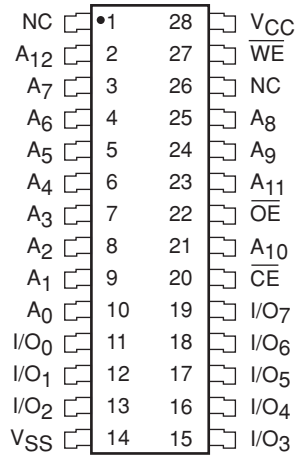 NC 1 28 VCC
A12 2 27 WE
A7 3 26 NC
A6 4 25 A8
A5 5 24 A9
A4 6 23 A11
A3 7 22 OE
A2 8 21 A10
A1 9 20 CE
A0 10 19 I/O7
I/O0 11 18 I/O6
I/O1 12 17 I/O5
I/O2 13 16 I/O4
VSS 14 15 I/O3